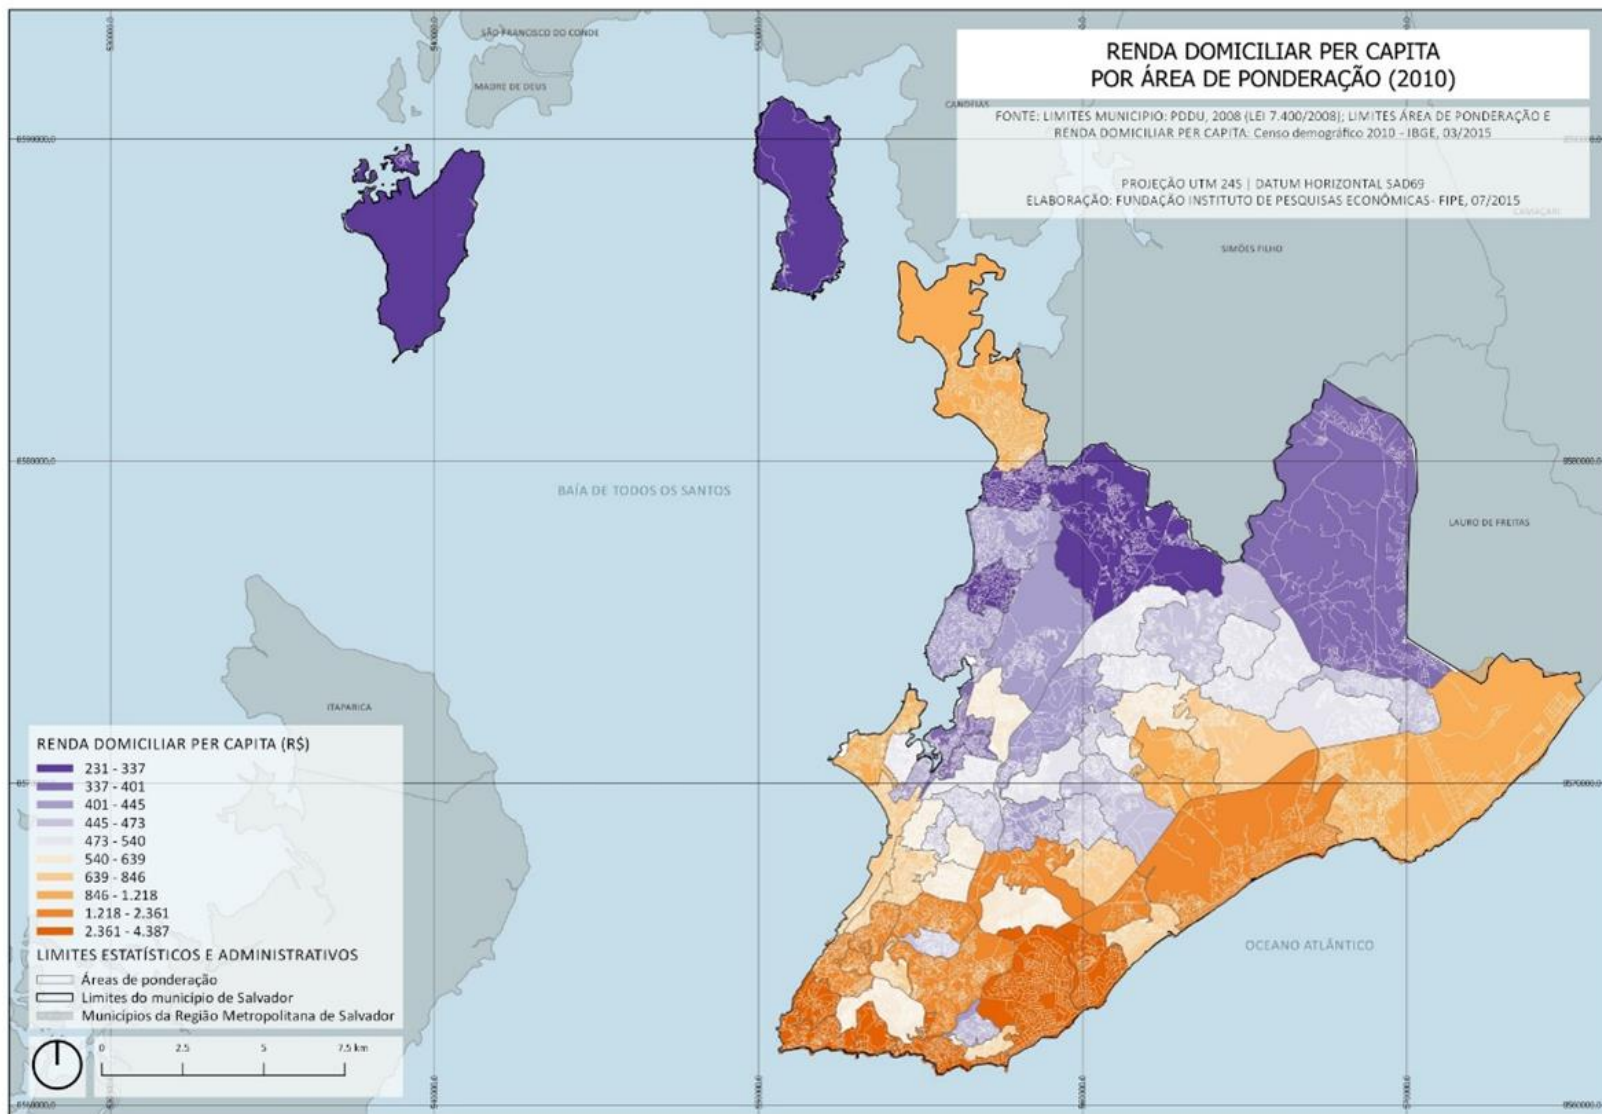 RENDA DOMICILIAR PER CAPITA
POR ÁREA DE PONDERAÇÃO (2010)
FONTE: LIMITES MUNICIPIO: PDDU, 2008 (LEI 7.400/2008); LIMITES ÁREA DE PONDERAÇÃO E
RENDA DOMICILIAR PER CAPITA: Censo demográfico 2010 - IBGE, 03/2015
PROJEÇÃO UTM 24S | DATUM HORIZONTAL SAD69
ELABORAÇÃO: FUNDAÇÃO INSTITUTO DE PESQUISAS ECONÔMICAS- FIPE, 07/2015
SÃO FRANCISCO DO CONDE
MADRE DE DEUS
CANDEIAS
CAMAÇARI
SIMÕES FILHO
8580000.0
8580000.0
BAÍA DE TODOS OS SANTOS
LAURO DE FREITAS
ITAPARICA
OCEANO ATLÂNTICO
RENDA DOMICILIAR PER CAPITA (R$)
231 - 337
337 - 401
401 - 445
445 - 473
473 - 540
540 - 639
639 - 846
846 - 1.218
1.218 - 2.361
2.361 - 4.387
LIMITES ESTATÍSTICOS E ADMINISTRATIVOS
Áreas de ponderação
Limites do município de Salvador
Municípios da Região Metropolitana de Salvador
0 2.5 5 7.5 km